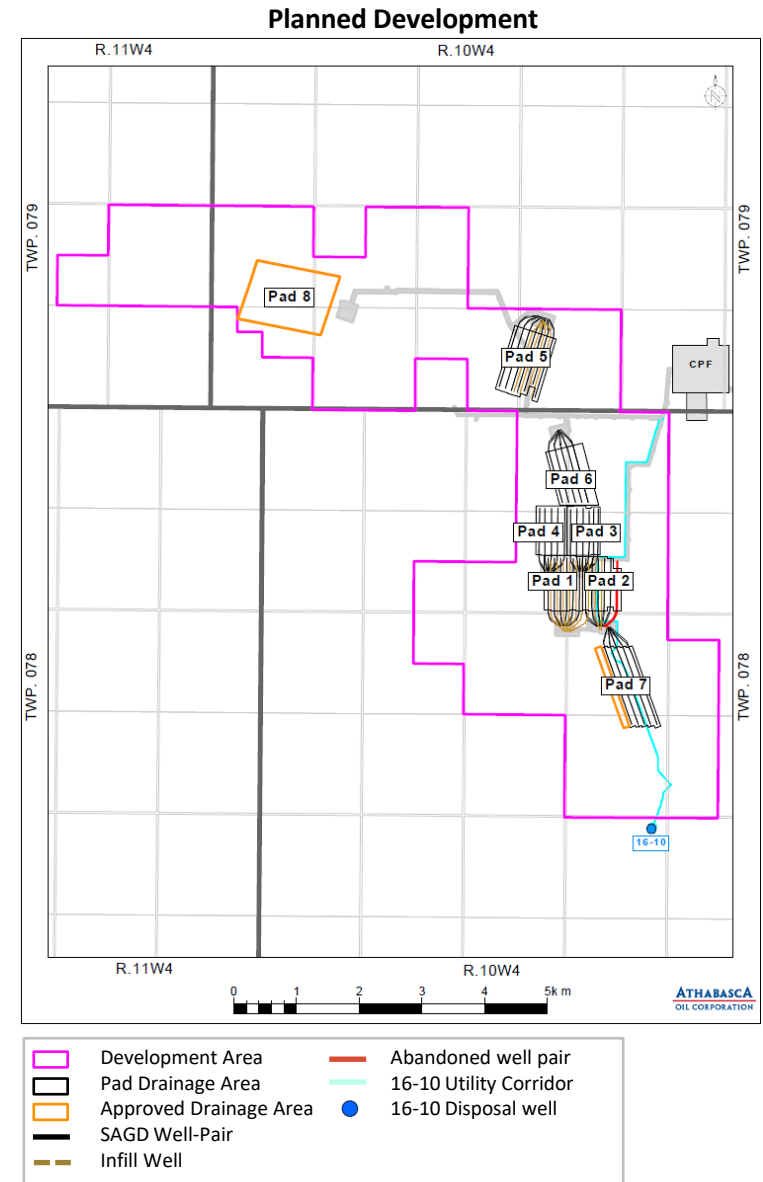 Planned Development
R.11W4
R.10W4
N
TWP. 079
TWP. 079
Pad 8
Pad 5
CPF
Pad 6
Pad 4
Pad 3
Pad 1
Pad 2
Pad 7
TWP. 078
TWP. 078
16-10
R.11W4
R.10W4
0 1 2 3 4 5k m
ATHABASCA
OIL CORPORATION
Development Area
Pad Drainage Area
Approved Drainage Area
SAGD Well-Pair
Infill Well
Abandoned well pair
16-10 Utility Corridor
16-10 Disposal well